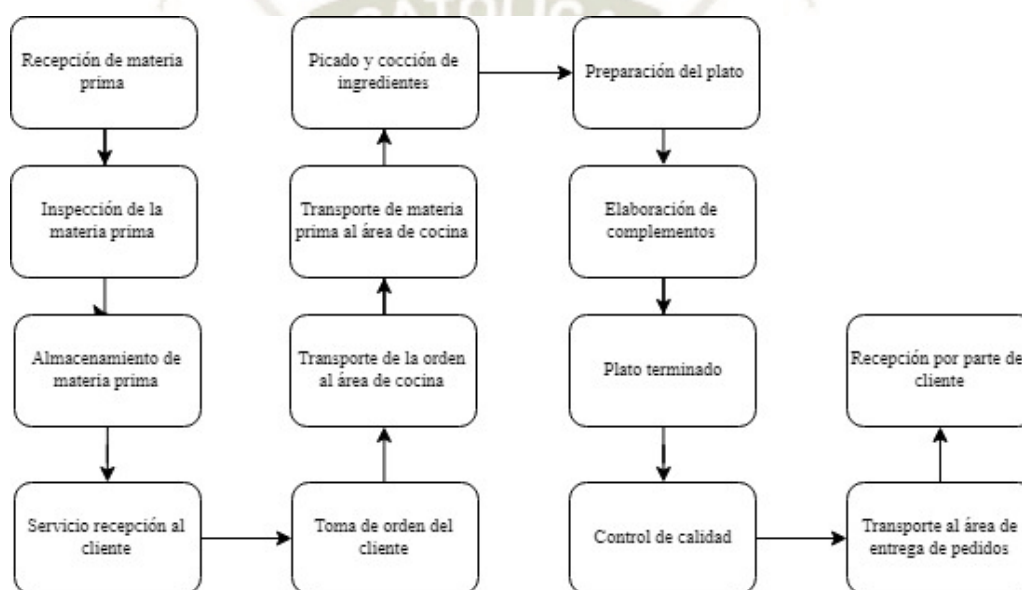 CATOLICA
Recepción de materia
prima
Inspección de la
materia prima
Almacenamiento de
materia prima
Servicio recepción al
cliente
Toma de orden del
cliente
Transporte de la orden
al área de cocina
Transporte de materia
prima al área de cocina
Picado y cocción de
ingredientes
Preparación del plato
Elaboración de
complementos
Plato terminado
Control de calidad
Transporte al área de
entrega de pedidos
Recepción por parte de
cliente